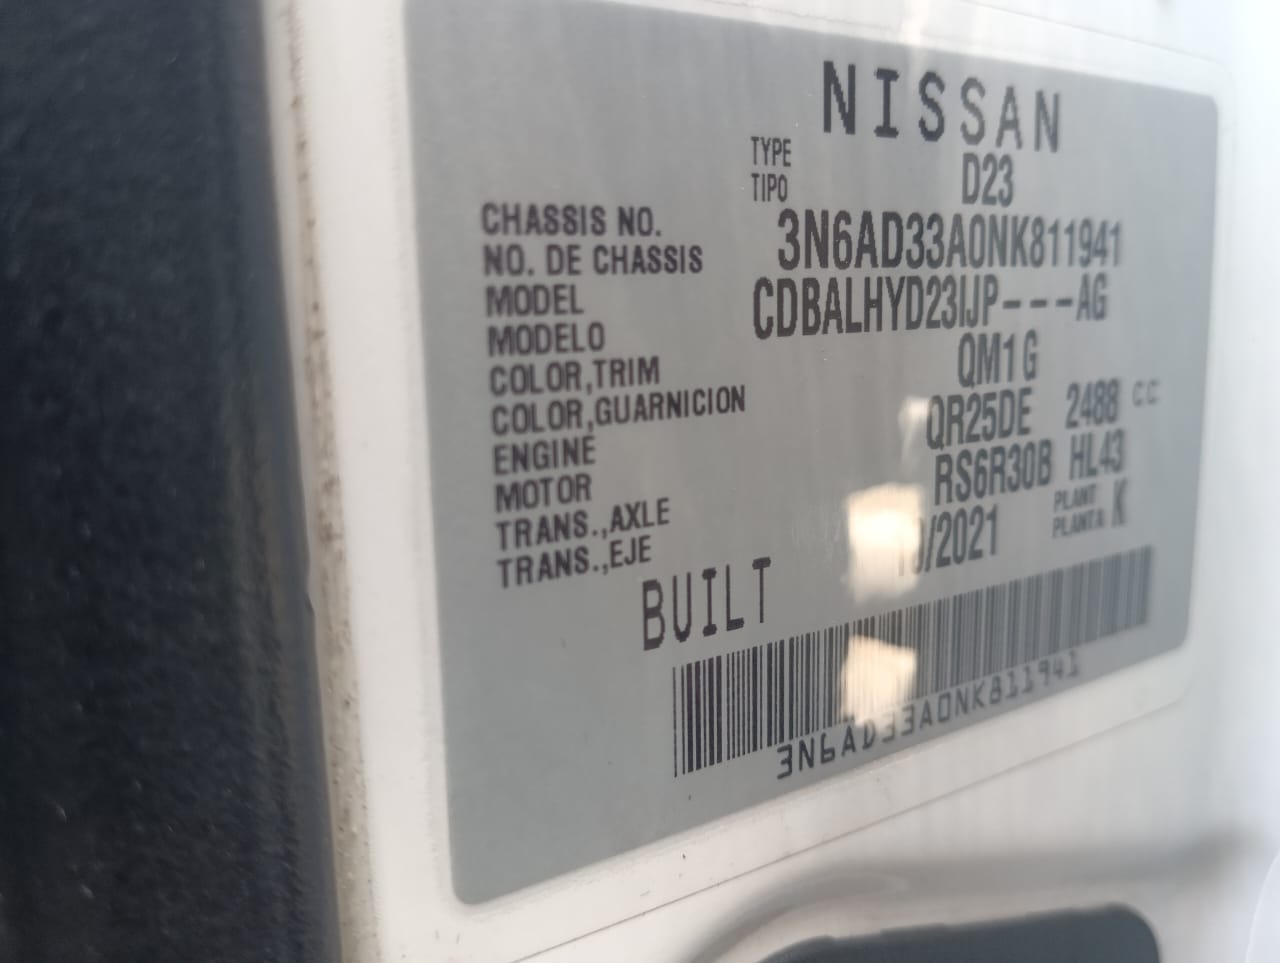 NISSAN
TYPE
TIPO D23
CHASSIS NO.
NO. DE CHASSIS 3N6AD33A0NK811941
MODEL
MODELO CDBALHYD23IJP---AG
COLOR,TRIM
COLOR,GUARNICION QM1 G
ENGINE
MOTOR QR25DE 2488 CC
TRANS.,AXLE
TRANS.,EJE RS6R30B HL43
PLANT
PLANTA K
BUILT /2021
3N6AD33A0NK811941